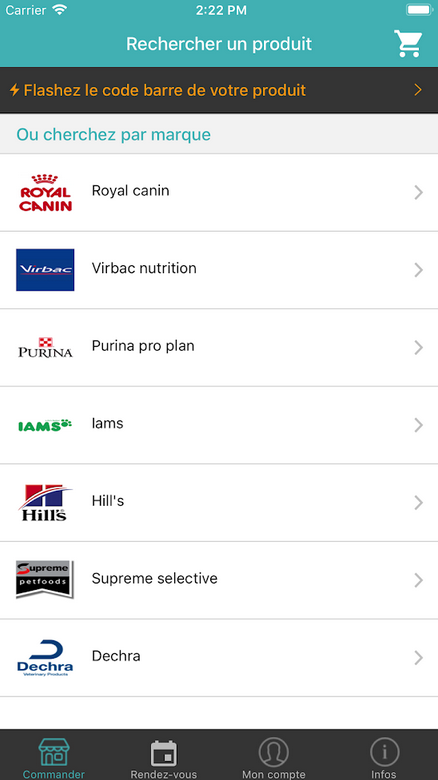 Carrier 2:22 PM
Rechercher un produit
Flashez le code barre de votre produit
Ou cherchez par marque
ROYAL
CANIN
Royal canin
Virbac
Virbac nutrition
PURINA
Purina pro plan
IAMS
Iams
Hill's
Hill's
Supreme
petfoods
Supreme selective
Dechra
Veterinary Products
Dechra
Commander Rendez-vous Mon compte Infos